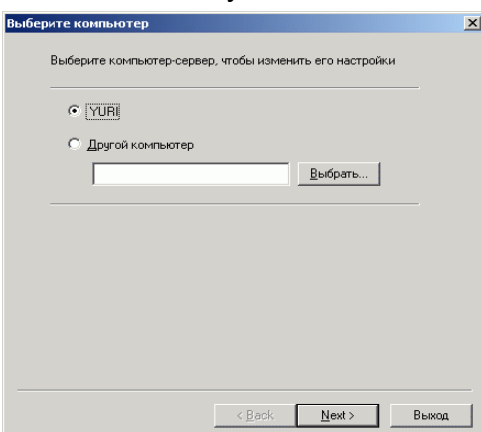 Выберите компьютер
Выберите компьютер-сервер, чтобы изменить его настройки
YURI
Другой компьютер
Выбрать...
< Back Next > Выход